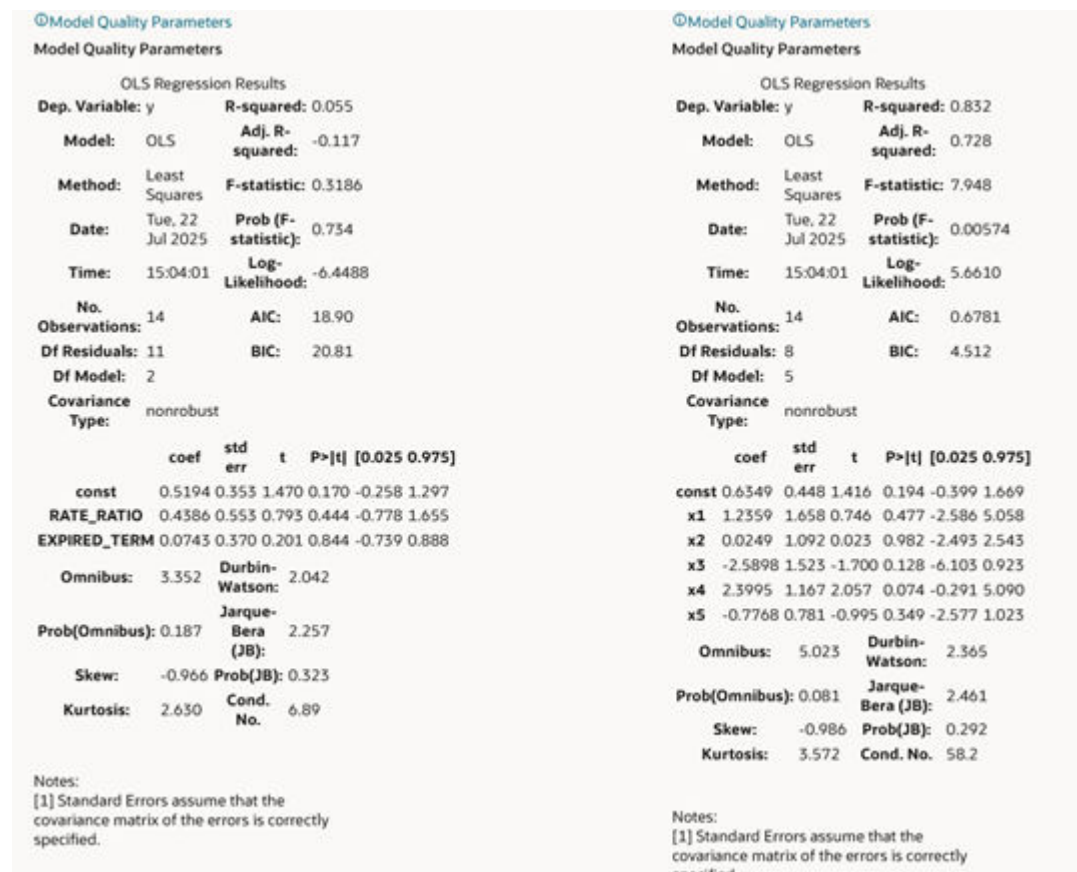 ⓘModel Quality Parameters
Model Quality Parameters
OLS Regression Results
Dep. Variable: y R-squared: 0.055
Model: OLS Adj. R-squared: -0.117
Method: Least Squares F-statistic: 0.3186
Date: Tue, 22 Jul 2025 Prob (F-statistic): 0.734
Time: 15:04:01 Log-Likelihood: -6.4488
No. Observations: 14 AIC: 18.90
Df Residuals: 11 BIC: 20.81
Df Model: 2
Covariance Type: nonrobust
coef std err t P>|t| [0.025 0.975]
const 0.5194 0.353 1.470 0.170 -0.258 1.297
RATE_RATIO 0.4386 0.553 0.793 0.444 -0.778 1.655
EXPIRED_TERM 0.0743 0.370 0.201 0.844 -0.739 0.888
Omnibus: 3.352 Durbin-Watson: 2.042
Prob(Omnibus): 0.187 Jarque-Bera (JB): 2.257
Skew: -0.966 Prob(JB): 0.323
Kurtosis: 2.630 Cond. No. 6.89
Notes:
[1] Standard Errors assume that the
covariance matrix of the errors is correctly
specified.
ⓘModel Quality Parameters
Model Quality Parameters
OLS Regression Results
Dep. Variable: y R-squared: 0.832
Model: OLS Adj. R-squared: 0.728
Method: Least Squares F-statistic: 7.948
Date: Tue, 22 Jul 2025 Prob (F-statistic): 0.00574
Time: 15:04:01 Log-Likelihood: 5.6610
No. Observations: 14 AIC: 0.6781
Df Residuals: 8 BIC: 4.512
Df Model: 5
Covariance Type: nonrobust
coef std err t P>|t| [0.025 0.975]
const 0.6349 0.448 1.416 0.194 -0.399 1.669
x1 1.2359 1.658 0.746 0.477 -2.586 5.058
x2 0.0249 1.092 0.023 0.982 -2.493 2.543
x3 -2.5898 1.523 -1.700 0.128 -6.103 0.923
x4 2.3995 1.167 2.057 0.074 -0.291 5.090
x5 -0.7768 0.781 -0.995 0.349 -2.577 1.023
Omnibus: 5.023 Durbin-Watson: 2.365
Prob(Omnibus): 0.081 Jarque-Bera (JB): 2.461
Skew: -0.986 Prob(JB): 0.292
Kurtosis: 3.572 Cond. No. 58.2
Notes:
[1] Standard Errors assume that the
covariance matrix of the errors is correctly